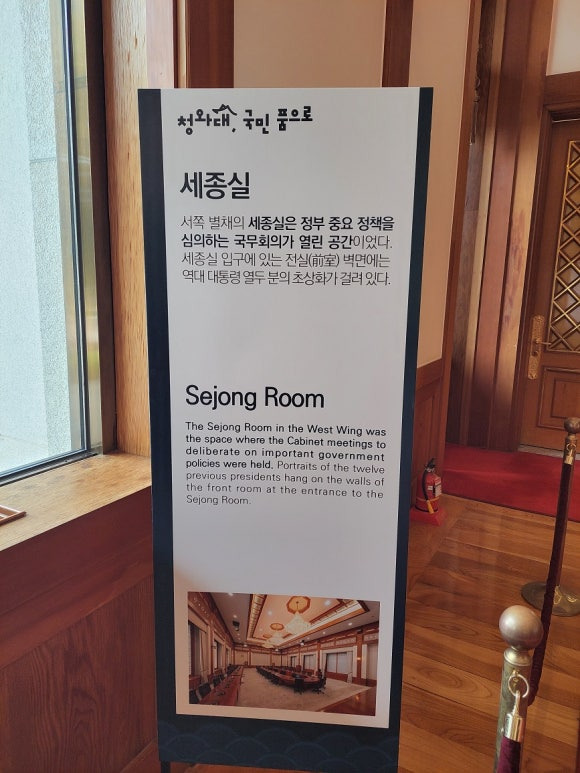 청와대, 국민 품으로
세종실
서쪽 별채의 세종실은 정부 중요 정책을
심의하는 국무회의가 열린 공간이었다.
세종실 입구에 있는 전실(前室) 벽면에는
역대 대통령 열두 분의 초상화가 걸려 있다.
Sejong Room
The Sejong Room in the West Wing was
the space where the Cabinet meetings to
deliberate on important government
policies were held. Portraits of the twelve
previous presidents hang on the walls of
the front room at the entrance to the
Sejong Room.